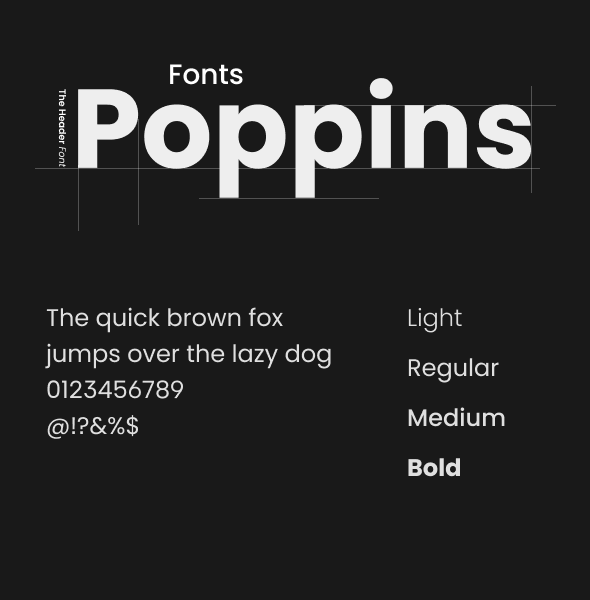 Fonts
The Header Font
Poppins
The quick brown fox
jumps over the lazy dog
0123456789
@!?&%$
Light
Regular
Medium
Bold